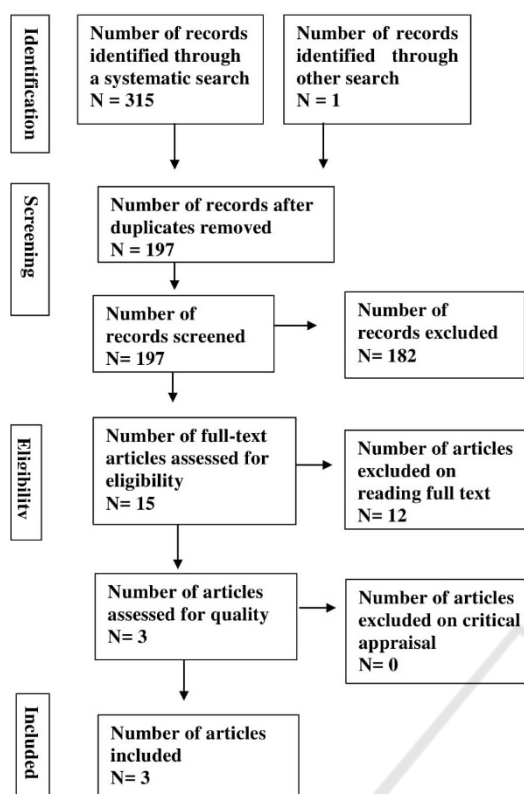 Identification
Number of records
identified through
a systematic search
N = 315
Number of records
identified through
other search
N = 1
Screening
Number of records after
duplicates removed
N = 197
Number of
records screened
N= 197
Number of
records excluded
N= 182
Eligibility
Number of full-text
articles assessed for
eligibility
N= 15
Number of articles
excluded on
reading full text
N= 12
Number of articles
assessed for quality
N= 3
Number of articles
excluded on critical
appraisal
N= 0
Included
Number of articles
included
N= 3